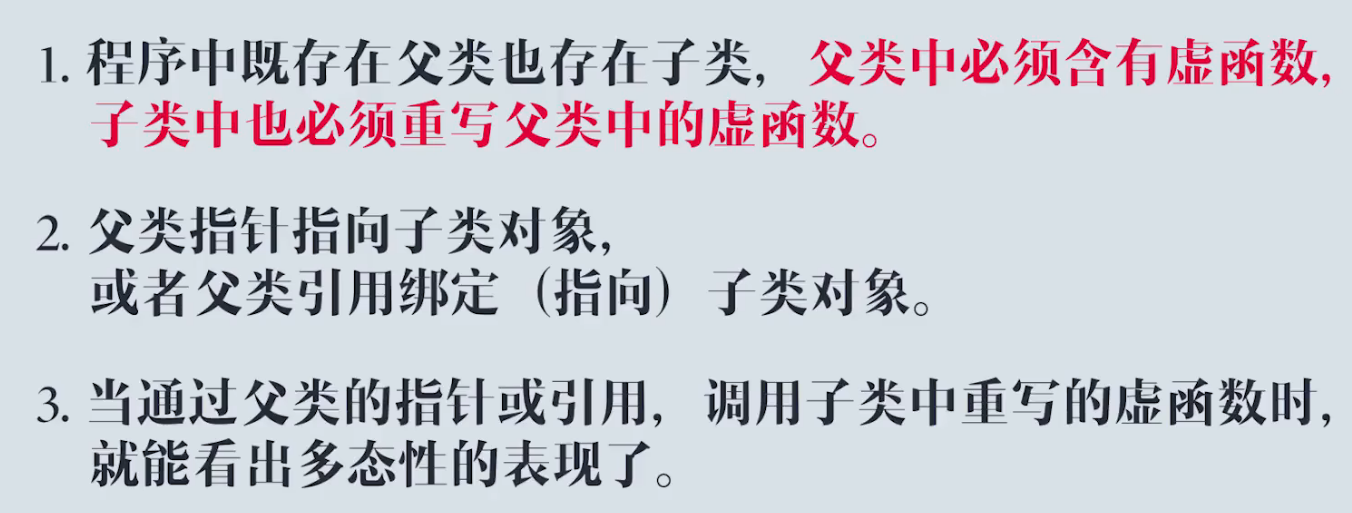 1. 程序中既存在父类也存在子类，父类中必须含有虚函数，
子类中也必须重写父类中的虚函数。
2. 父类指针指向子类对象，
或者父类引用绑定（指向）子类对象。
3. 当通过父类的指针或引用，调用子类中重写的虚函数时，
就能看出多态性的表现了。